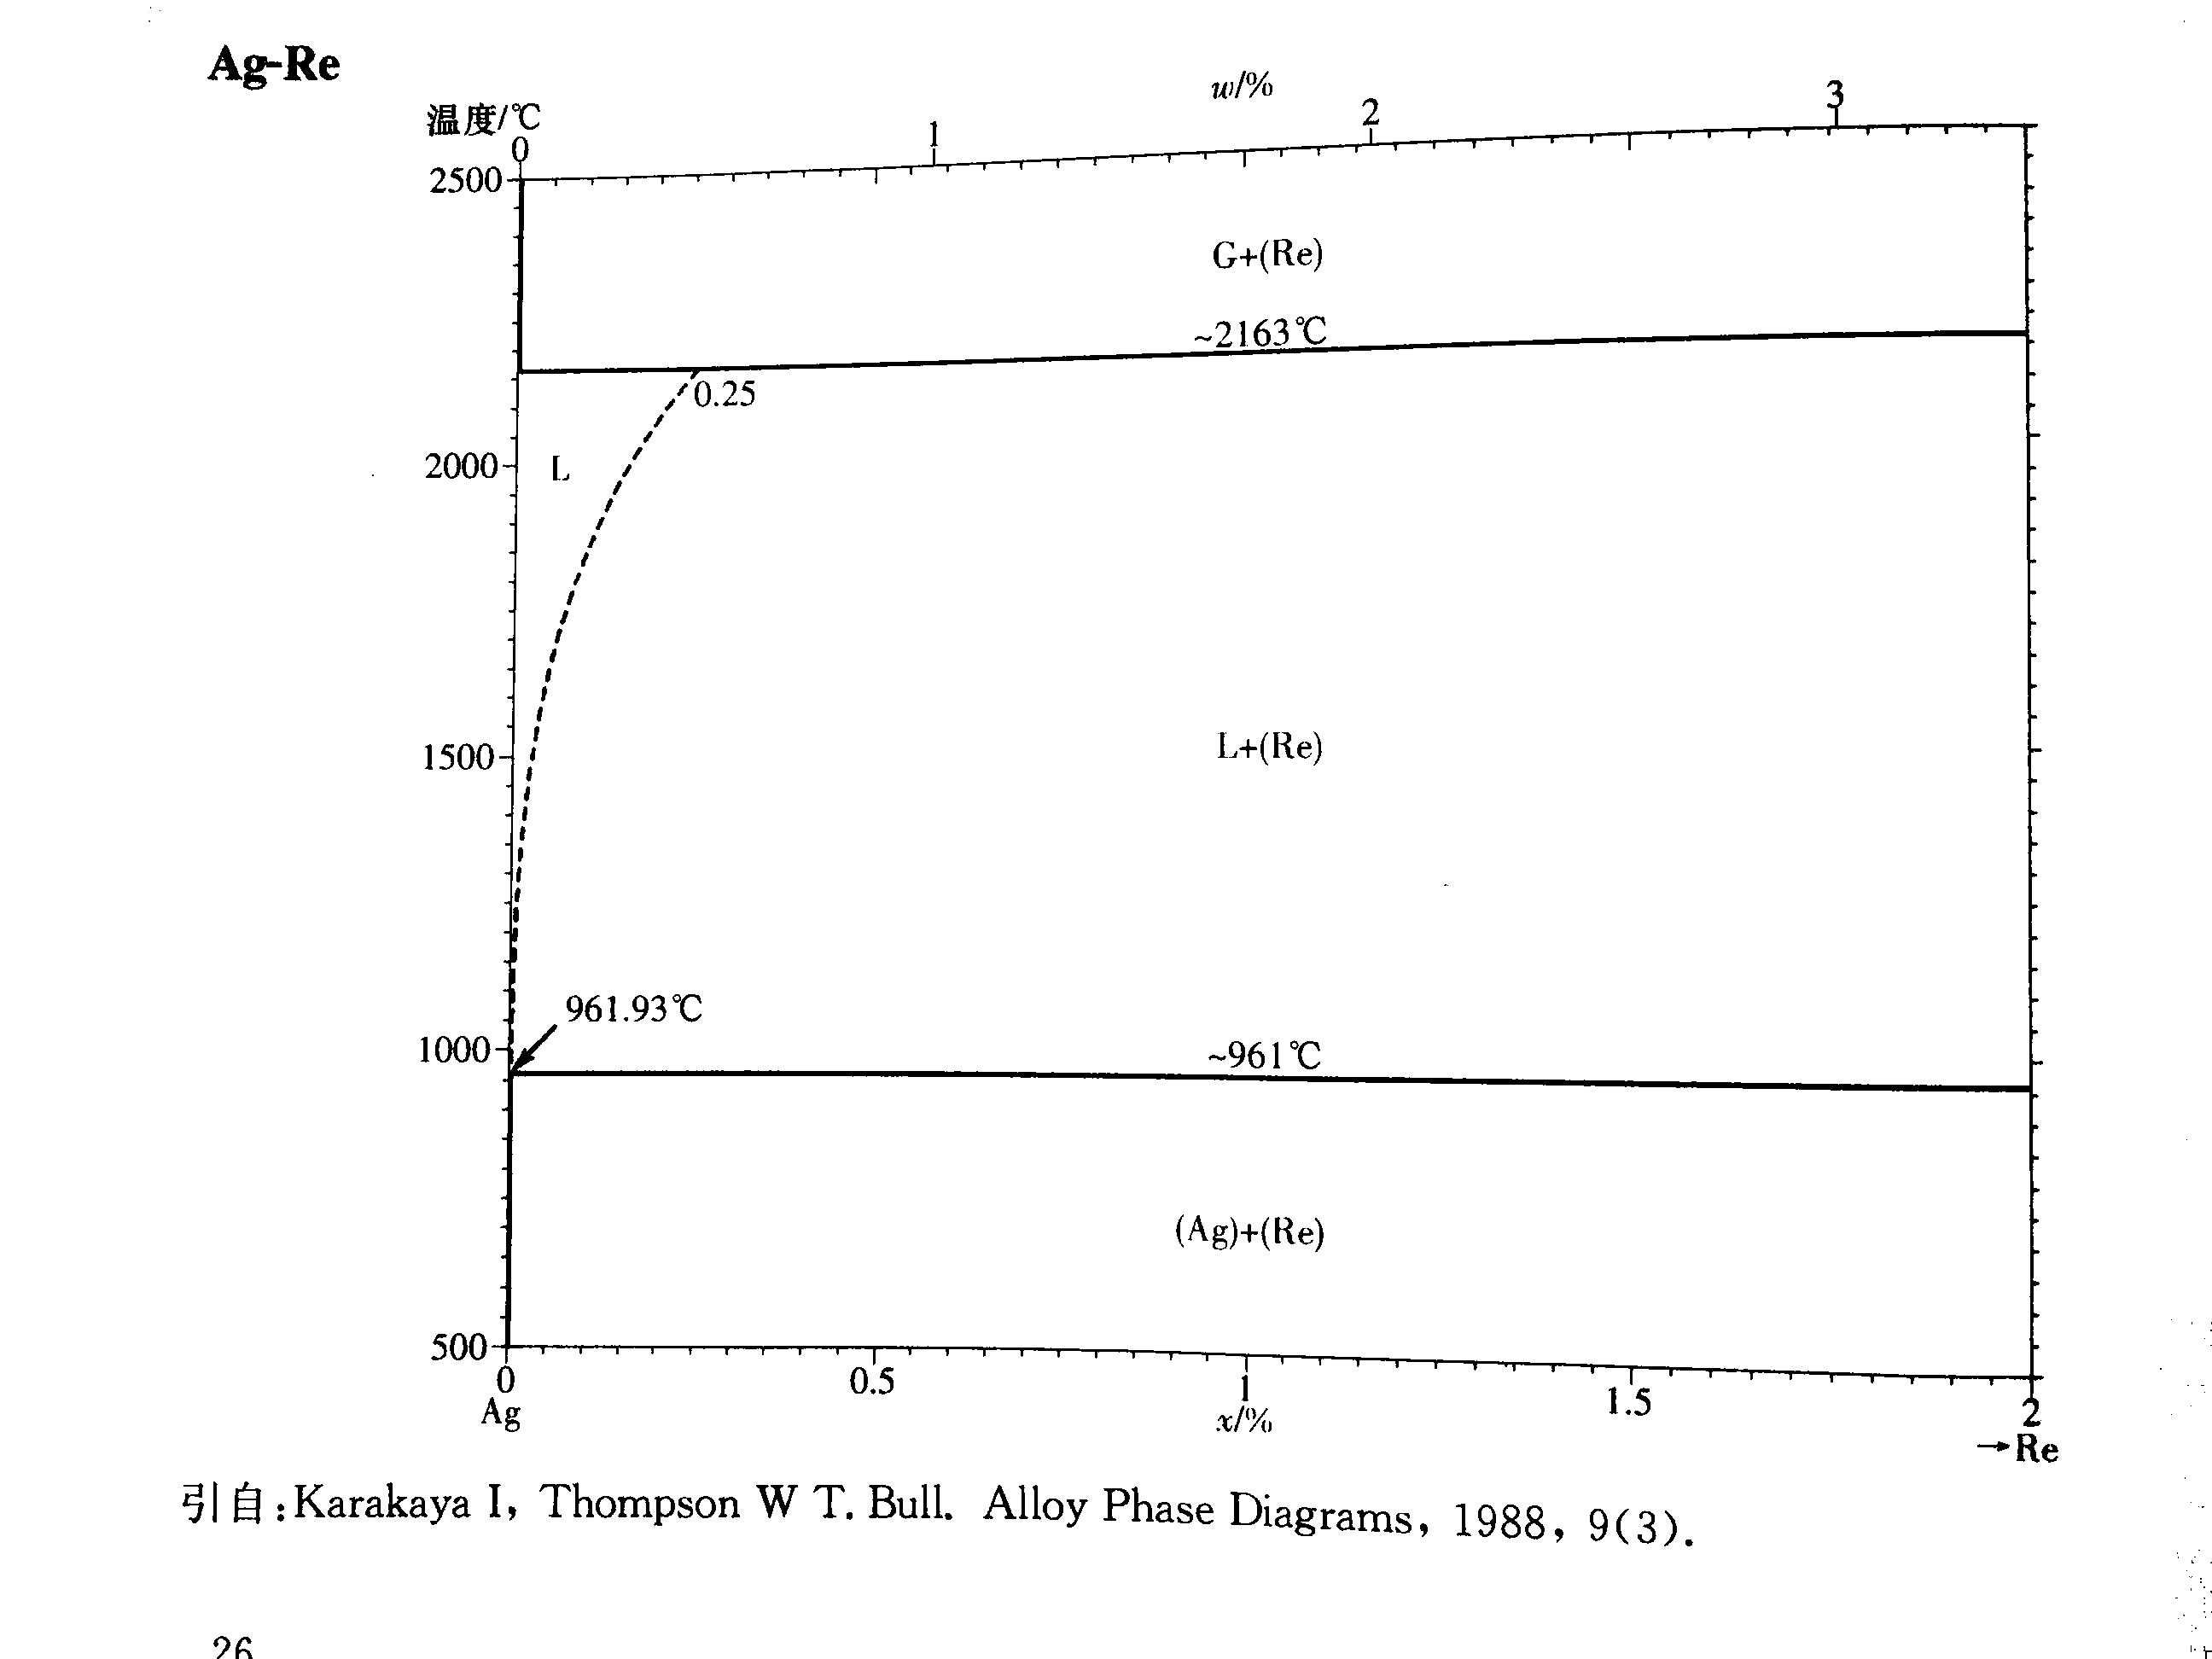 Ag-Re
w/%
温度/℃
0 1 2 3
2500
G+(Re)
~2163℃
0.25
2000
L
1500
L+(Re)
961.93℃
1000
~961℃
(Ag)+(Re)
500
0 0.5 1 1.5 2
Ag x/% →Re
引自:Karakaya I, Thompson W T. Bull. Alloy Phase Diagrams, 1988, 9(3).
26